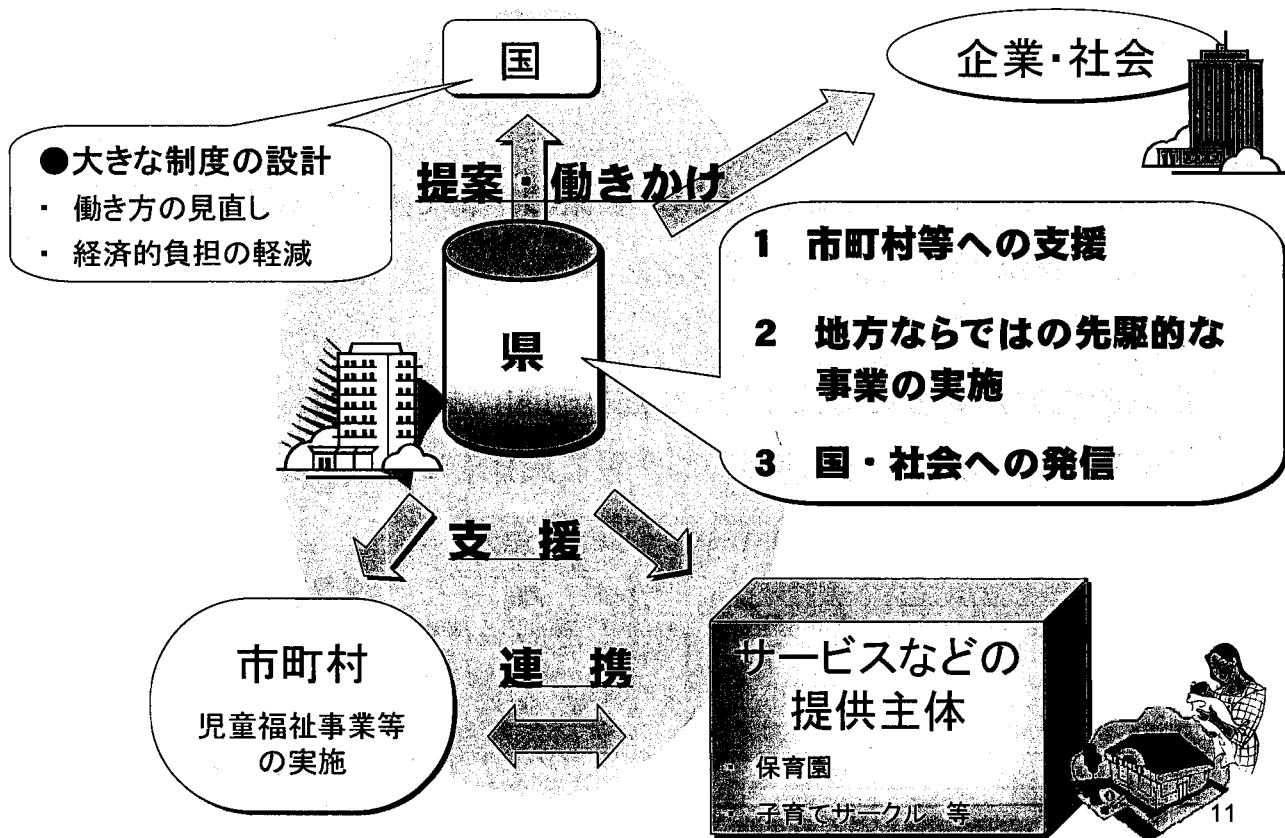 国
企業・社会
●大きな制度の設計
・ 働き方の見直し
・ 経済的負担の軽減
提案・働きかけ
県
1 市町村等への支援
2 地方ならではの先駆的な
事業の実施
3 国・社会への発信
支 援
市町村
児童福祉事業等
の実施
連 携
サービスなどの
提供主体
・ 保育園
・ 子育てサークル 等
11